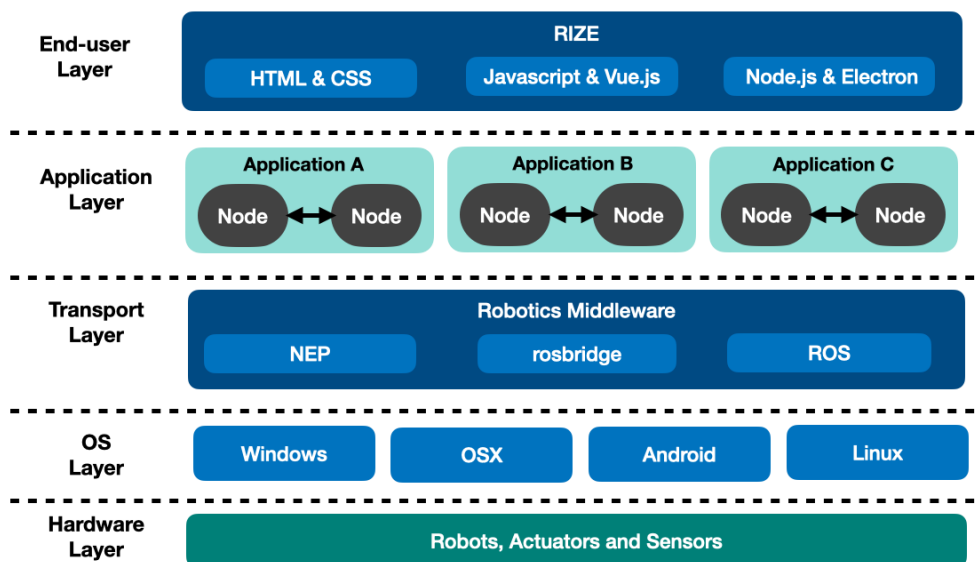 End-user
Layer
RIZE
HTML & CSS
Javascript & Vue.js
Node.js & Electron
Application
Layer
Application A
Node
Node
Application B
Node
Node
Application C
Node
Node
Transport
Layer
Robotics Middleware
NEP
rosbridge
ROS
OS
Layer
Windows
OSX
Android
Linux
Hardware
Layer
Robots, Actuators and Sensors